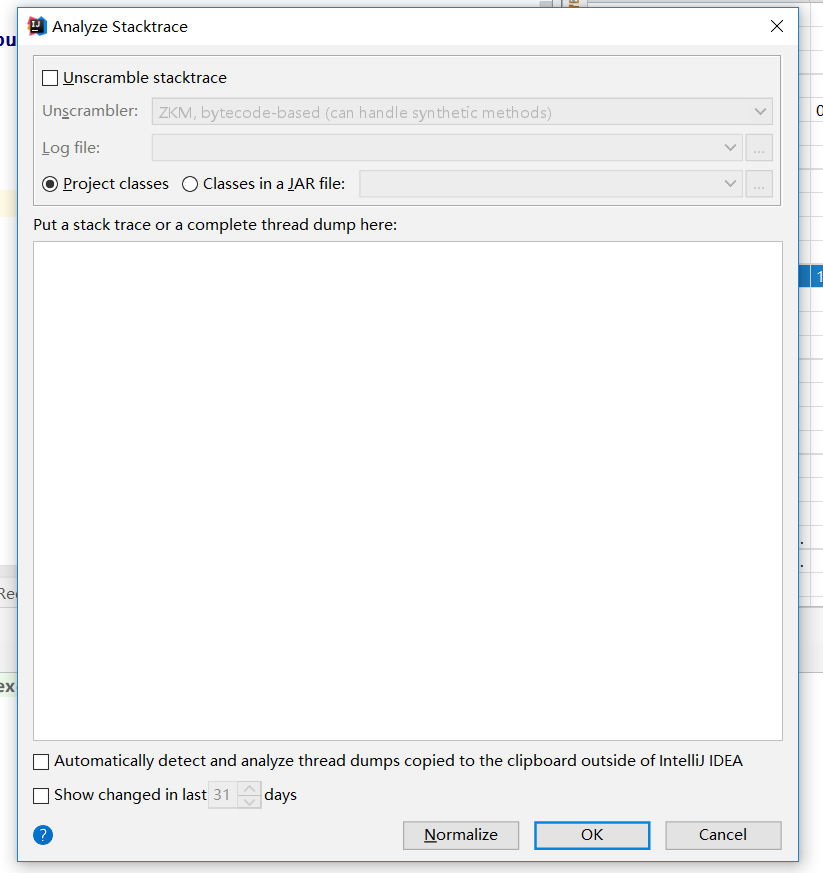 Analyze Stacktrace
Unscramble stacktrace
Unscrambler: ZKM, bytecode-based (can handle synthetic methods)
Log file: ...
Project classes Classes in a JAR file: ...
Put a stack trace or a complete thread dump here:
Automatically detect and analyze thread dumps copied to the clipboard outside of IntelliJ IDEA
Show changed in last 31 days
? Normalize OK Cancel